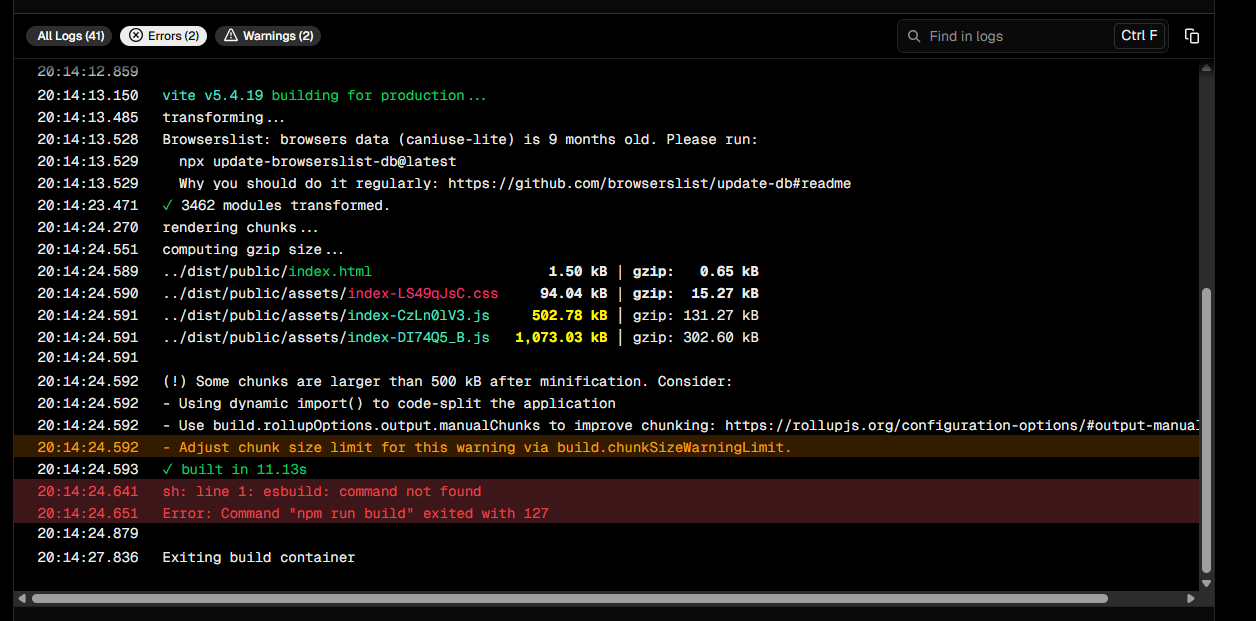 All Logs (41) Errors (2) Warnings (2) Find in logs Ctrl F
20:14:12.859
20:14:13.150 vite v5.4.19 building for production...
20:14:13.485 transforming...
20:14:13.528 Browserslist: browsers data (caniuse-lite) is 9 months old. Please run:
20:14:13.529 npx update-browserslist-db@latest
20:14:13.529 Why you should do it regularly: https://github.com/browserslist/update-db#readme
20:14:23.471 ✓ 3462 modules transformed.
20:14:24.270 rendering chunks...
20:14:24.551 computing gzip size...
20:14:24.589 ../dist/public/index.html 1.50 kB | gzip: 0.65 kB
20:14:24.590 ../dist/public/assets/index-LS49qJsC.css 94.04 kB | gzip: 15.27 kB
20:14:24.591 ../dist/public/assets/index-CzLn0lV3.js 502.78 kB | gzip: 131.27 kB
20:14:24.591 ../dist/public/assets/index-DI74Q5_B.js 1,073.03 kB | gzip: 302.60 kB
20:14:24.591
20:14:24.592 (!) Some chunks are larger than 500 kB after minification. Consider:
20:14:24.592 - Using dynamic import() to code-split the application
20:14:24.592 - Use build.rollupOptions.output.manualChunks to improve chunking: https://rollupjs.org/configuration-options/#output-manual
20:14:24.592 - Adjust chunk size limit for this warning via build.chunkSizeWarningLimit.
20:14:24.593 ✓ built in 11.13s
20:14:24.641 sh: line 1: esbuild: command not found
20:14:24.651 Error: Command "npm run build" exited with 127
20:14:24.879
20:14:27.836 Exiting build container